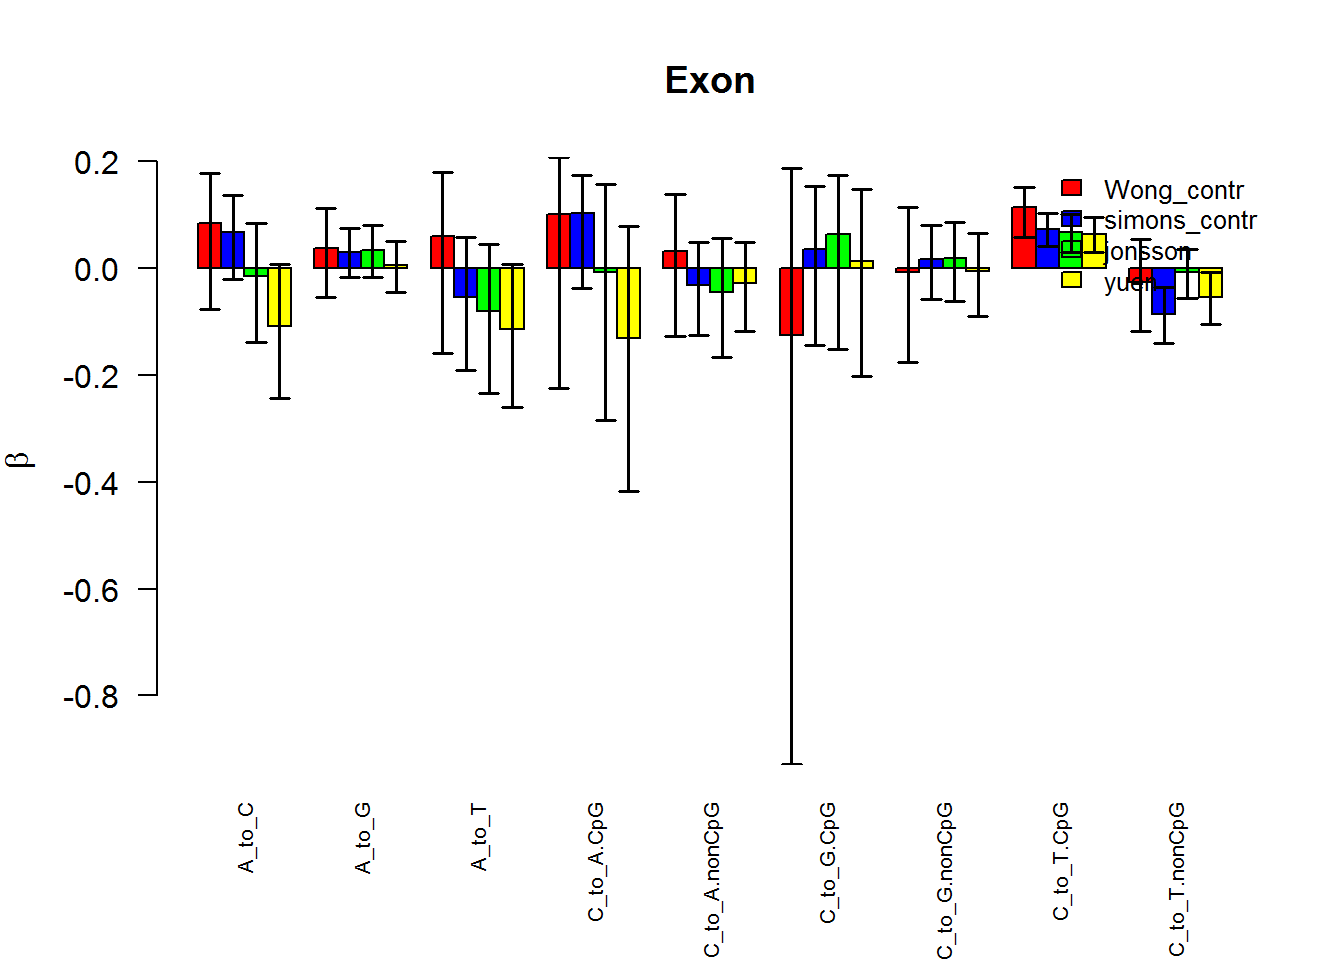 Exon
0.2
0.0
-0.2
-0.4
-0.6
-0.8
β
Wong_contr
simons_contr
jonsson
yuen
A_to_C
A_to_G
A_to_T
C_to_A.CpG
C_to_A.nonCpG
C_to_G.CpG
C_to_G.nonCpG
C_to_T.CpG
C_to_T.nonCpG